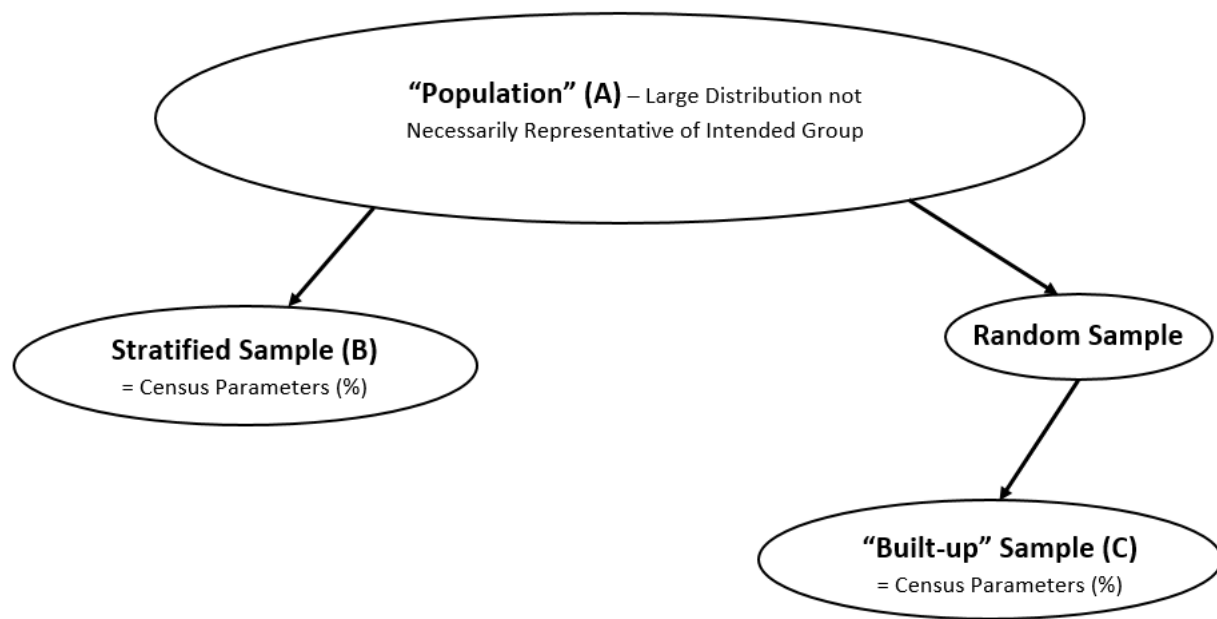 “Population” (A) – Large Distribution not
Necessarily Representative of Intended Group
Stratified Sample (B)
= Census Parameters (%)
Random Sample
“Built-up” Sample (C)
= Census Parameters (%)